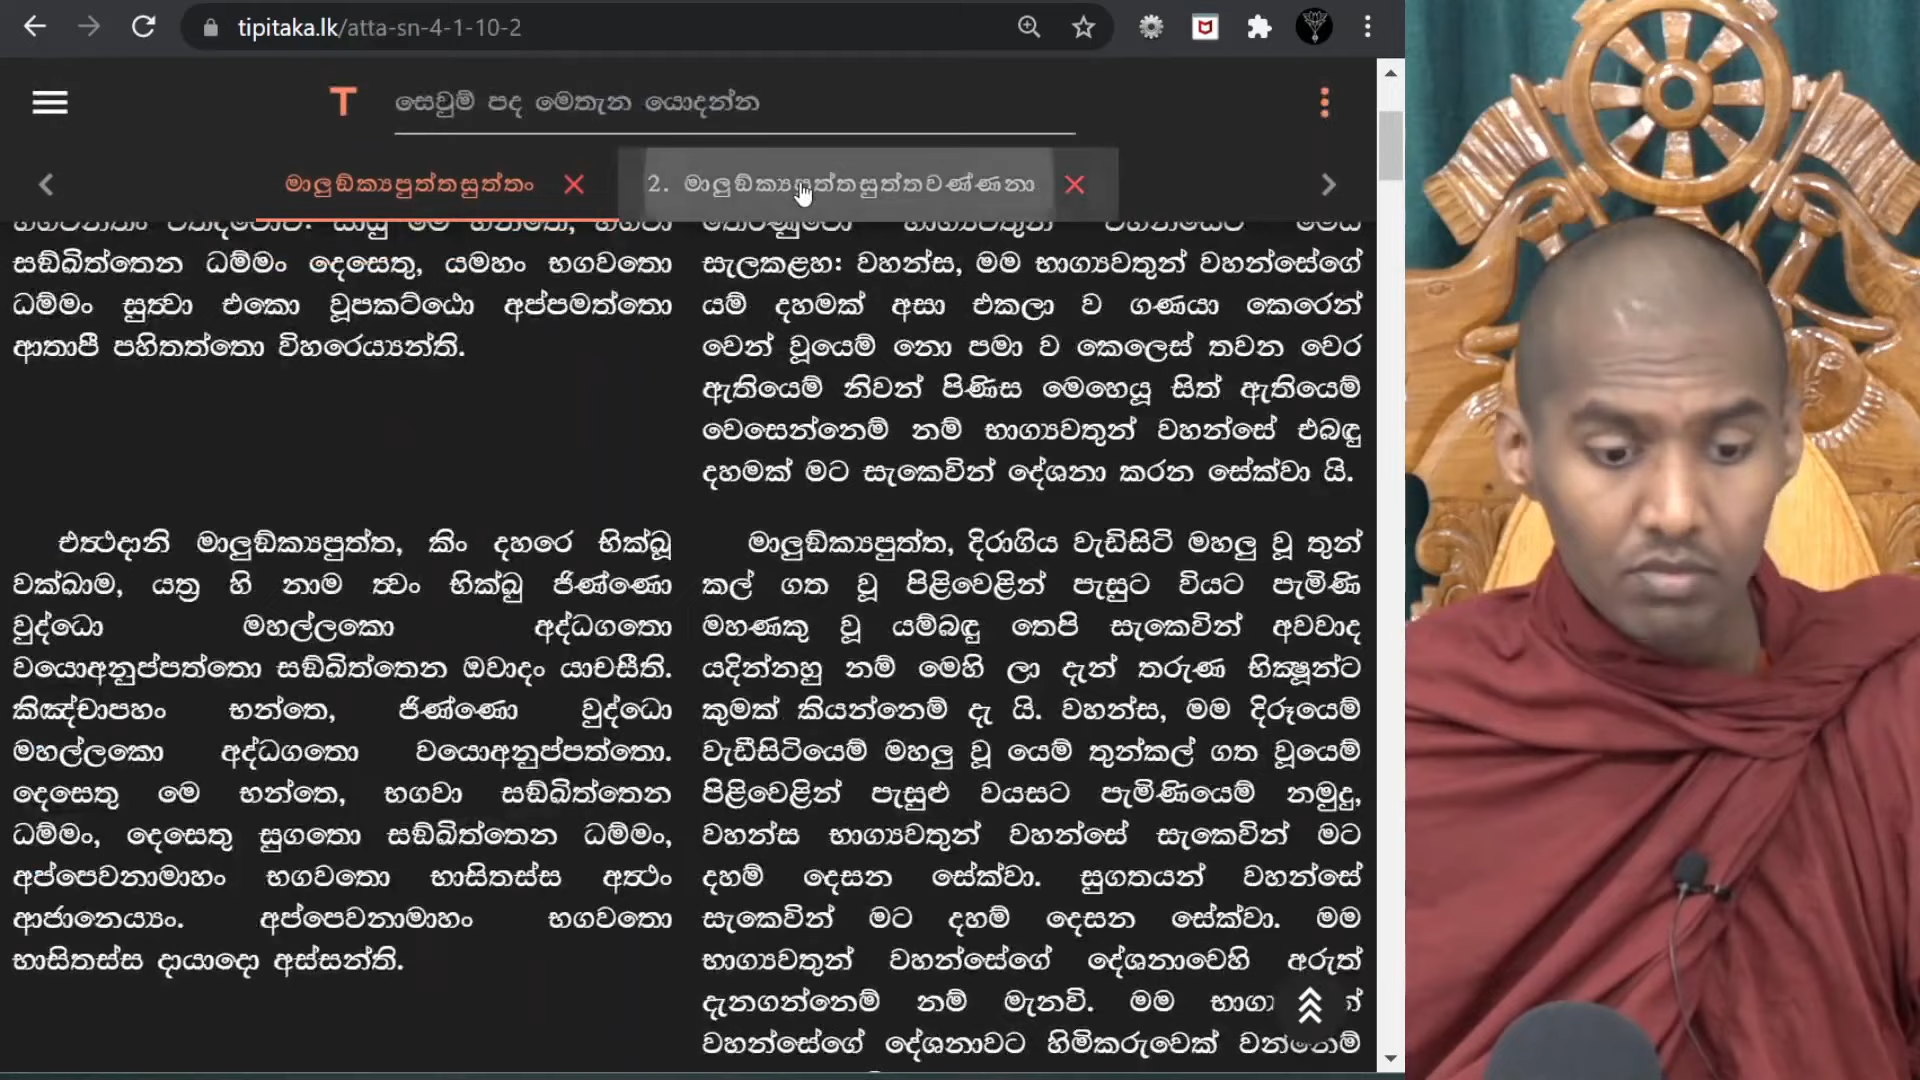 tipitaka.lk/atta-sn-4-1-10-2
T සෙවුම් පද මෙතැන යොදන්න
මාලුඞ්ක්‍යපුත්තසුත්තං
2. මාලුඞ්ක්‍යපුත්තසුත්තවණ්ණනා
සඞ්ඛිත්තෙන ධම්මං දෙසෙතු, යමහං භගවතො
ධම්මං සුත්‍වා එකො වූපකට්ඨො අප්පමත්තො
ආතාපී පහිතත්තො විහරෙය්‍යන්ති.
එත්‍ථදානි මාලුඞ්ක්‍යපුත්ත, කිං දහරෙ භික්ඛූ
වක්ඛාම, යත්‍ර හි නාම ත්‍වං භික්ඛු ජිණ්ණො
වුද්ධො මහල්ලකො අද්ධගතො
වයොඅනුප්පත්තො සඞ්ඛිත්තෙන ඔවාදං යාචසීති.
කිඤ්චාපහං භන්තෙ, ජිණ්ණො වුද්ධො
මහල්ලකො අද්ධගතො වයොඅනුප්පත්තො.
දෙසෙතු මෙ භන්තෙ, භගවා සඞ්ඛිත්තෙන
ධම්මං, දෙසෙතු සුගතො සඞ්ඛිත්තෙන ධම්මං,
අප්පෙවනාමාහං භගවතො භාසිතස්ස අත්‍ථං
ආජානෙය්‍යං. අප්පෙවනාමාහං භගවතො
භාසිතස්ස දායාදො අස්සන්ති.
සැලකළහ: වහන්ස, මම භාග්‍යවතුන් වහන්සේගේ
යම් දහමක් අසා එකලා ව ගණයා කෙරෙන්
වෙන් වූයෙම් නො පමා ව කෙලෙස් තවන වෙර
ඇතියෙම් නිවන් පිණිස මෙහෙයූ සිත් ඇතියෙම්
වෙසෙන්නෙම් නම් භාග්‍යවතුන් වහන්සේ එබඳු
දහමක් මට සැකෙවින් දේශනා කරන සේක්වා යි.
මාලුඞ්ක්‍යපුත්ත, දිරාගිය වැඩිසිටි මහලු වූ තුන්
කල් ගත වූ පිළිවෙළින් පැසුට වියට පැමිණි
මහණකු වූ යම්බඳු තෙපි සැකෙවින් අවවාද
යදින්නහු නම් මෙහි ලා දැන් තරුණ භික්‍ෂූන්ට
කුමක් කියන්නෙම් දැ යි. වහන්ස, මම දිරූයෙම්
වැඩීසිටියෙම් මහලු වූ යෙම් තුන්කල් ගත වූයෙම්
පිළිවෙළින් පැසුළු වයසට පැමිණියෙම් නමුදු,
වහන්ස භාග්‍යවතුන් වහන්සේ සැකෙවින් මට
දහම් දෙසන සේක්වා. සුගතයන් වහන්සේ
සැකෙවින් මට දහම් දෙසන සේක්වා. මම
භාග්‍යවතුන් වහන්සේගේ දේශනාවෙහි අරුත්
දැනගන්නෙම් නම් මැනවි. මම
වහන්සේගේ දේශනාවට හිමිකරුවෙක් වන්නෙම්